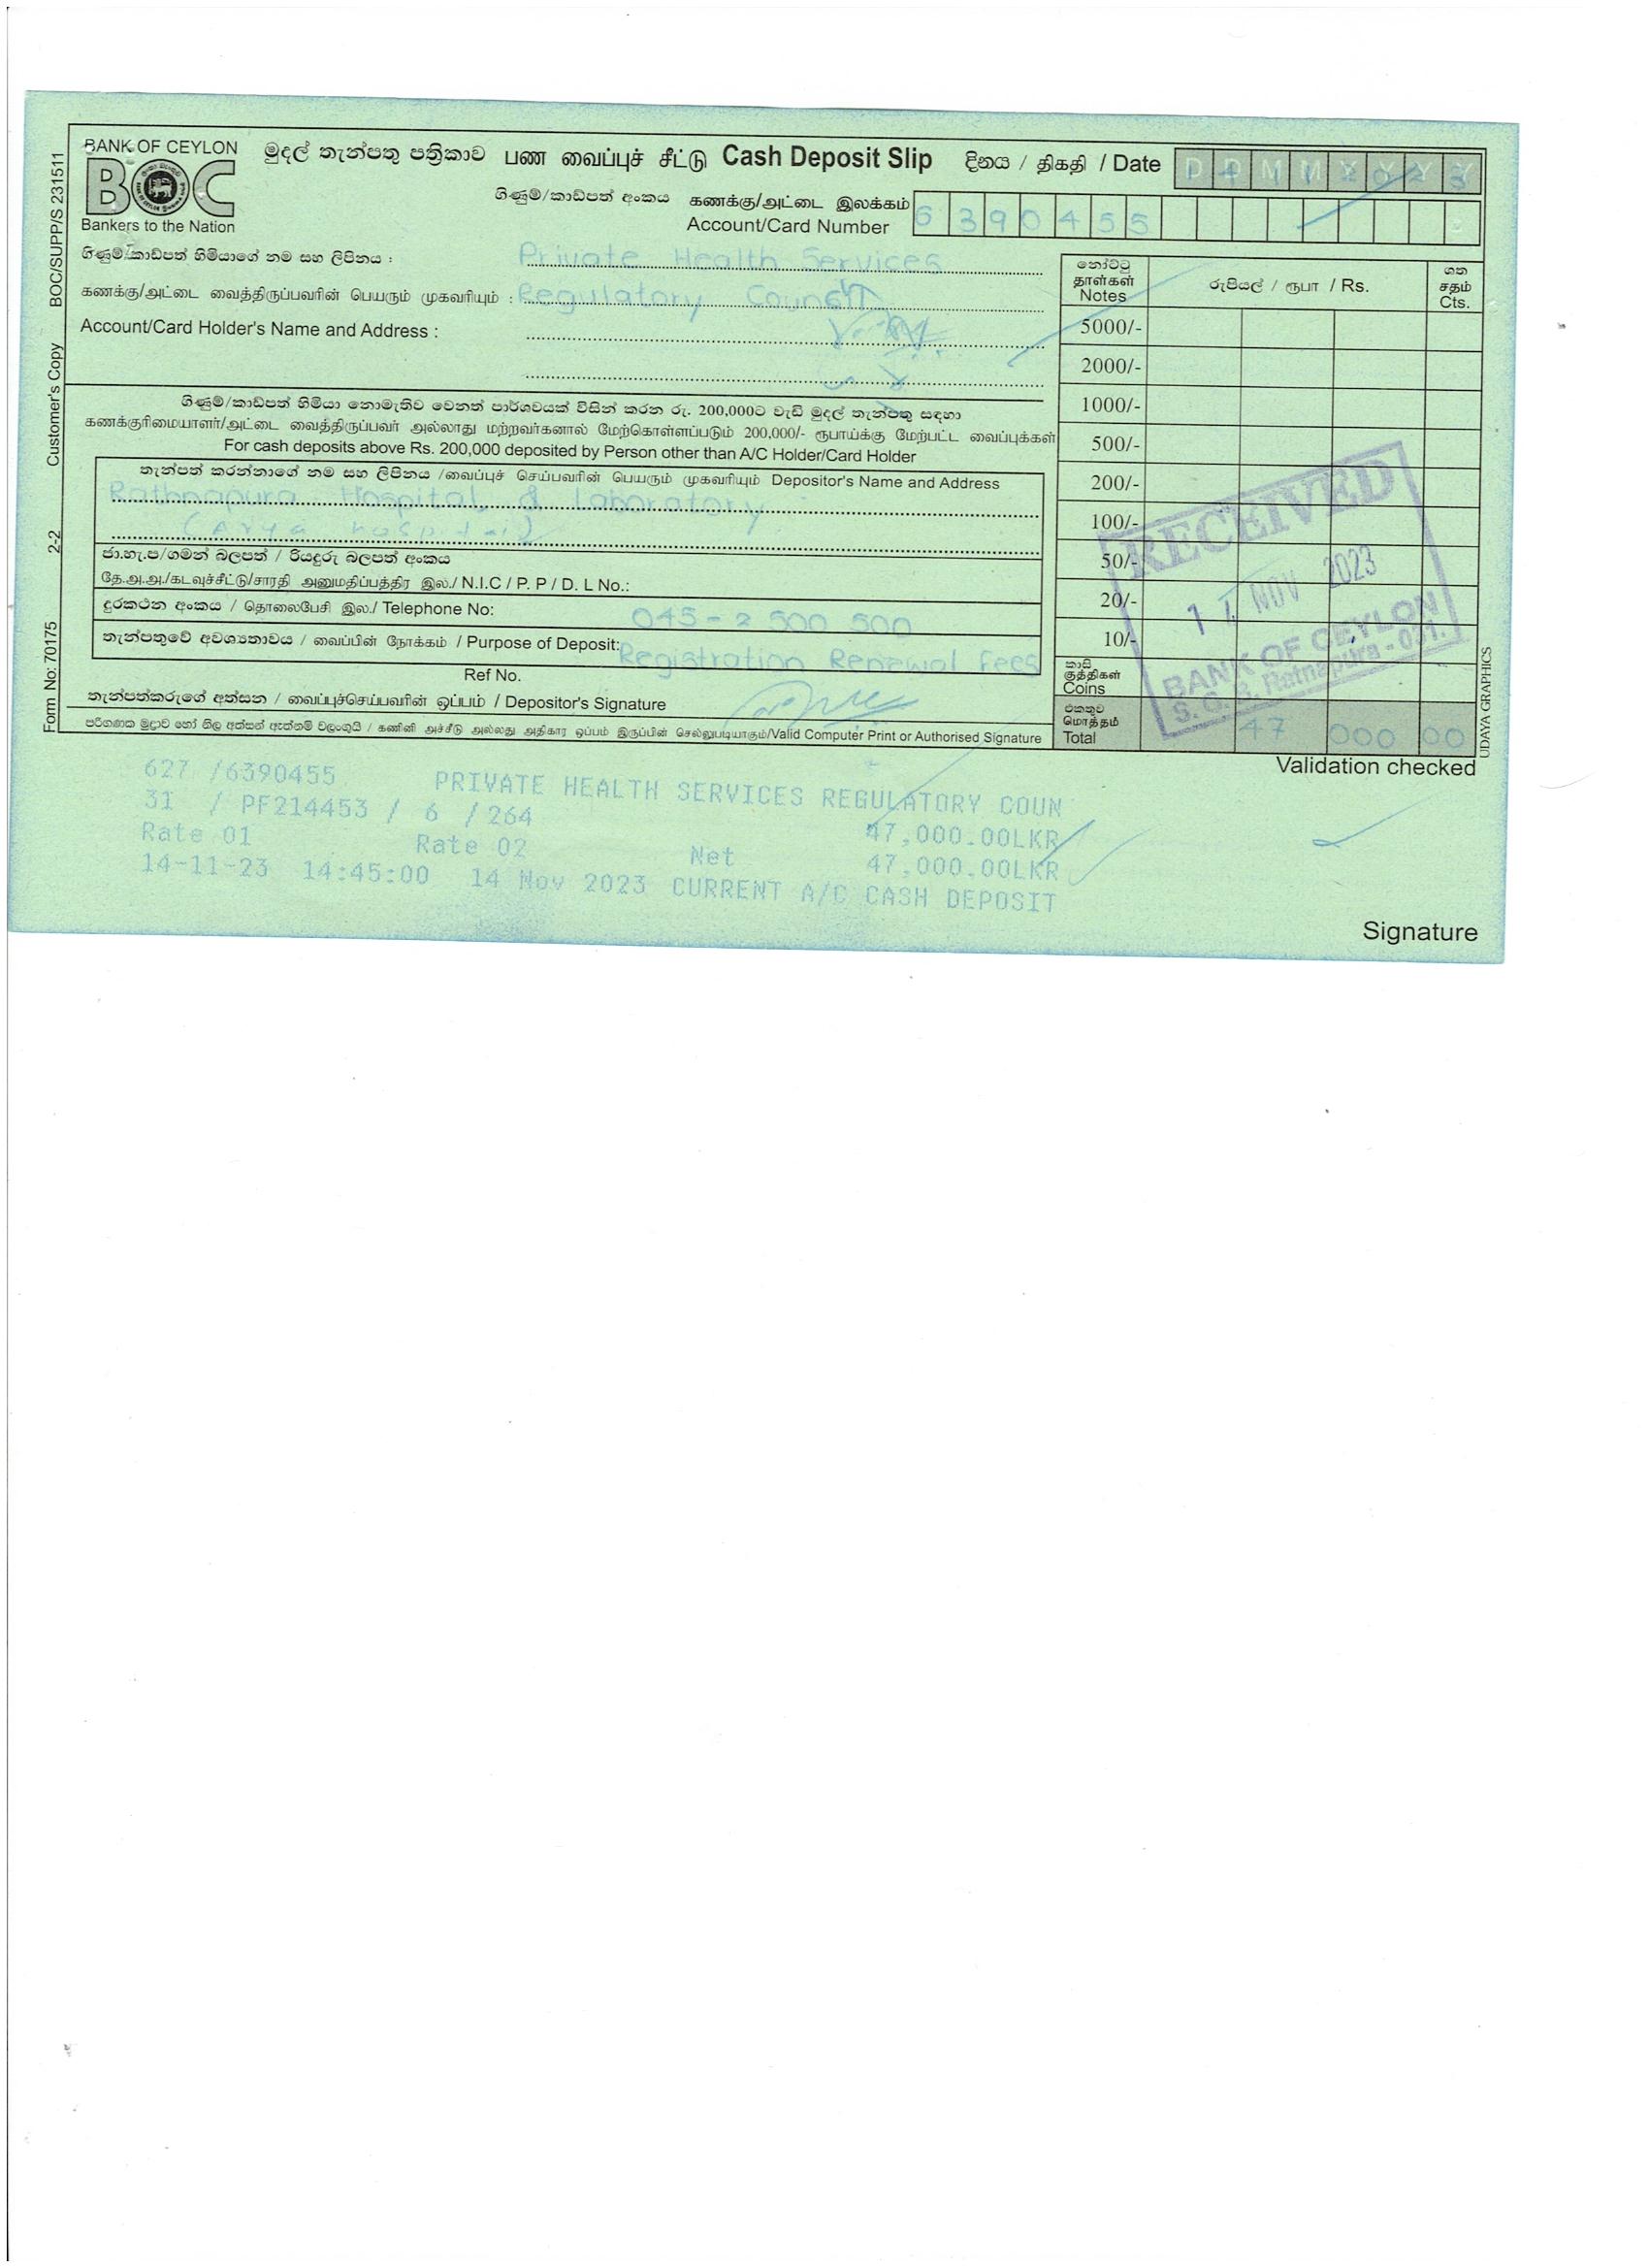 BANK OF CEYLON
BOC
Bankers to the Nation
මුදල් තැන්පතු පත්‍රිකාව பண வைப்புச் சீட்டு Cash Deposit Slip
දිනය / திகதி / Date 14 11 2023
ගිණුම්/කාඩ්පත් අංකය கணக்கு/அட்டை இலக்கம்
Account/Card Number 6390455
ගිණුම්/කාඩ්පත් හිමියාගේ නම සහ ලිපිනය : Private Health Services
கணக்கு/அட்டை வைத்திருப்பவரின் பெயரும் முகவரியும் : Regulatory Council
Account/Card Holder's Name and Address :
ගිණුම්/කාඩ්පත් හිමියා නොමැතිව වෙනත් පාර්ශවයක් විසින් කරන රු. 200,000ට වැඩි මුදල් තැන්පතු සඳහා
கணக்குரிமையாளர்/அட்டை வைத்திருப்பவர் அல்லாது மற்றவர்களால் மேற்கொள்ளப்படும் 200,000/- ரூபாய்க்கு மேற்பட்ட வைப்புக்கள்
For cash deposits above Rs. 200,000 deposited by Person other than A/C Holder/Card Holder
තැන්පත් කරන්නාගේ නම සහ ලිපිනය /வைப்புச் செய்பவரின் பெயரும் முகவரியும் Depositor's Name and Address
Rathnapura Hospital & Laboratory
(Arya hospital)
ජා.හැ.ප/ගමන් බලපත් / රියදුරු බලපත් අංකය
தே.அ.அ./கடவுச்சீட்டு/சாரதி அனுமதிப்பத்திர இல./ N.I.C / P. P / D. L No.:
දුරකථන අංකය / தொலைபேசி இல./ Telephone No: 045-2 500 500
තැන්පතුවේ අවශ්‍යතාවය / வைப்பின் நோக்கம் / Purpose of Deposit: Registration Renewal Fees
Ref No.
තැන්පත්කරුගේ අත්සන / வைப்புச்செய்பவரின் ஒப்பம் / Depositor's Signature
පරිගණක මුද්‍රාව හෝ නිල අත්සන් ඇත්නම් වලංගුයි / கணினி அச்சீடு அல்லது அதிகார ஒப்பம் இருப்பின் செல்லுபடியாகும்/Valid Computer Print or Authorised Signature
නෝට්ටු
தாள்கள்
Notes
රුපියල් / ரூபா / Rs.
ශත
சதம்
Cts.
5000/-
2000/-
1000/-
500/-
200/-
100/-
50/-
20/-
10/-
කාසි
குத்திகள்
Coins
එකතුව
மொத்தம்
Total
47 000 00
RECEIVED
NOV 2023
BANK OF CEYLON
S. G. B. Ratnapura - 031.
Validation checked
627 /6390455 PRIVATE HEALTH SERVICES REGULATORY COUN
31 / PF214453 / 6 / 264 47,000.00LKR
Rate 01 Rate 02 Net 47,000.00LKR
14-11-23 14:45:00 14 Nov 2023 CURRENT A/C CASH DEPOSIT
Signature
Form No: 70175 2-2 Customer's Copy BOC/SUPP/S 231511
UDAYA GRAPHICS